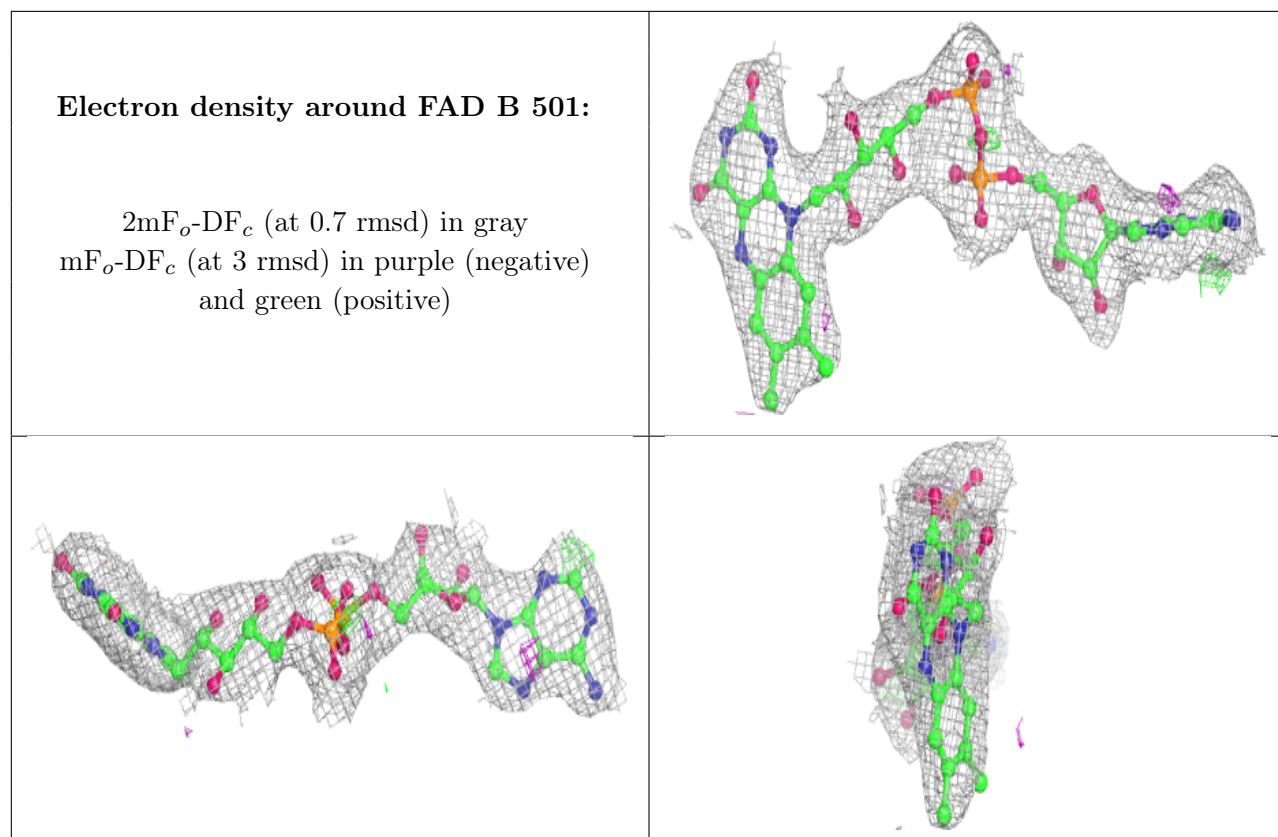 Electron density around FAD B 501:
2mFo-DFc (at 0.7 rmsd) in gray
mFo-DFc (at 3 rmsd) in purple (negative)
and green (positive)